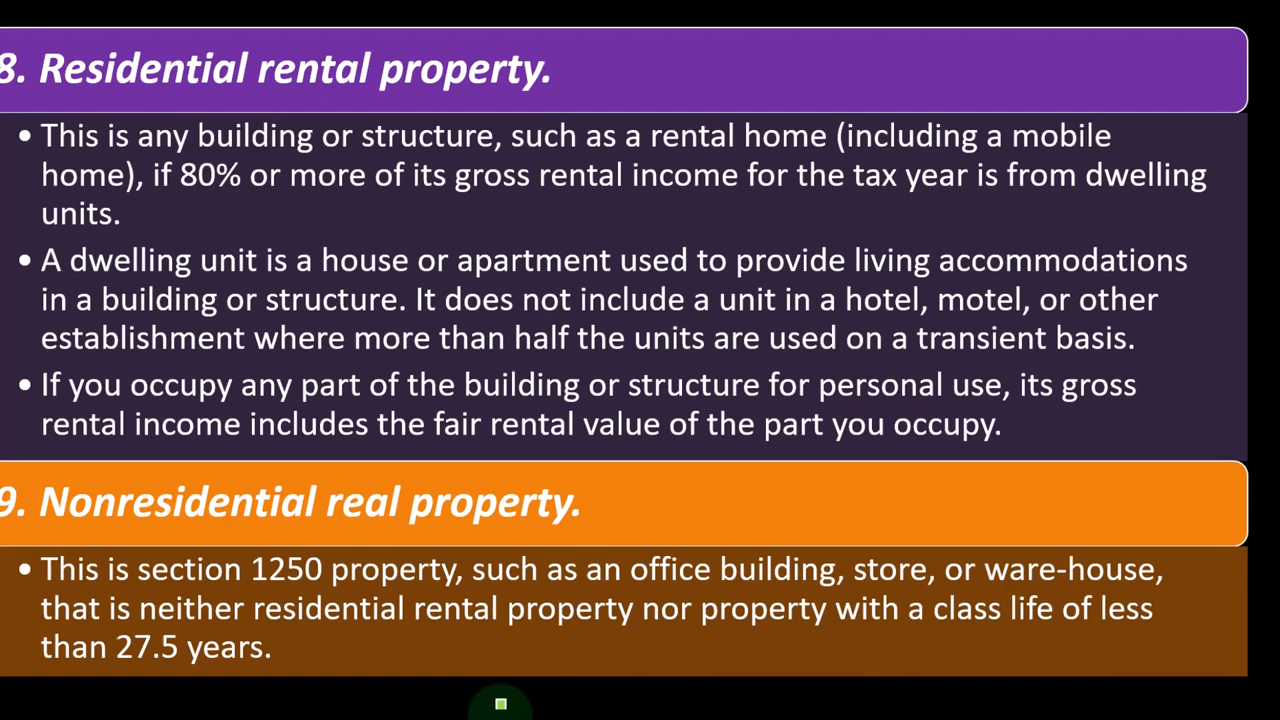 8. Residential rental property.
• This is any building or structure, such as a rental home (including a mobile
home), if 80% or more of its gross rental income for the tax year is from dwelling
units.
• A dwelling unit is a house or apartment used to provide living accommodations
in a building or structure. It does not include a unit in a hotel, motel, or other
establishment where more than half the units are used on a transient basis.
• If you occupy any part of the building or structure for personal use, its gross
rental income includes the fair rental value of the part you occupy.
9. Nonresidential real property.
• This is section 1250 property, such as an office building, store, or ware-house,
that is neither residential rental property nor property with a class life of less
than 27.5 years.